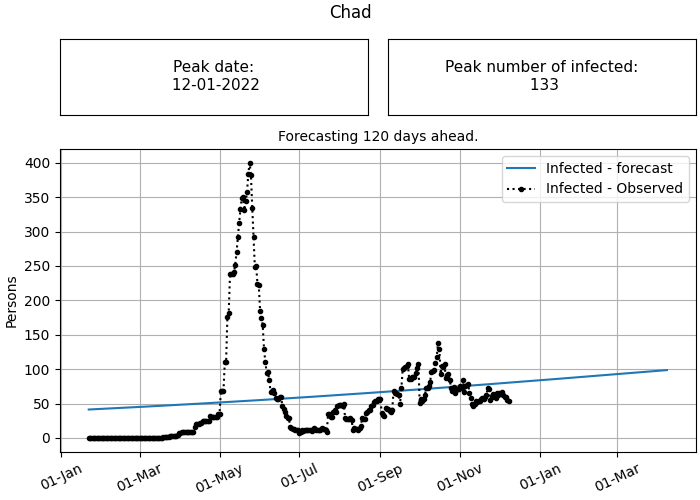 Chad
Peak date:
12-01-2022
Peak number of infected:
133
Forecasting 120 days ahead.
Infected - forecast
Infected - Observed
Persons
400
350
300
250
200
150
100
50
0
01-Jan
01-Mar
01-May
01-Jul
01-Sep
01-Nov
01-Jan
01-Mar